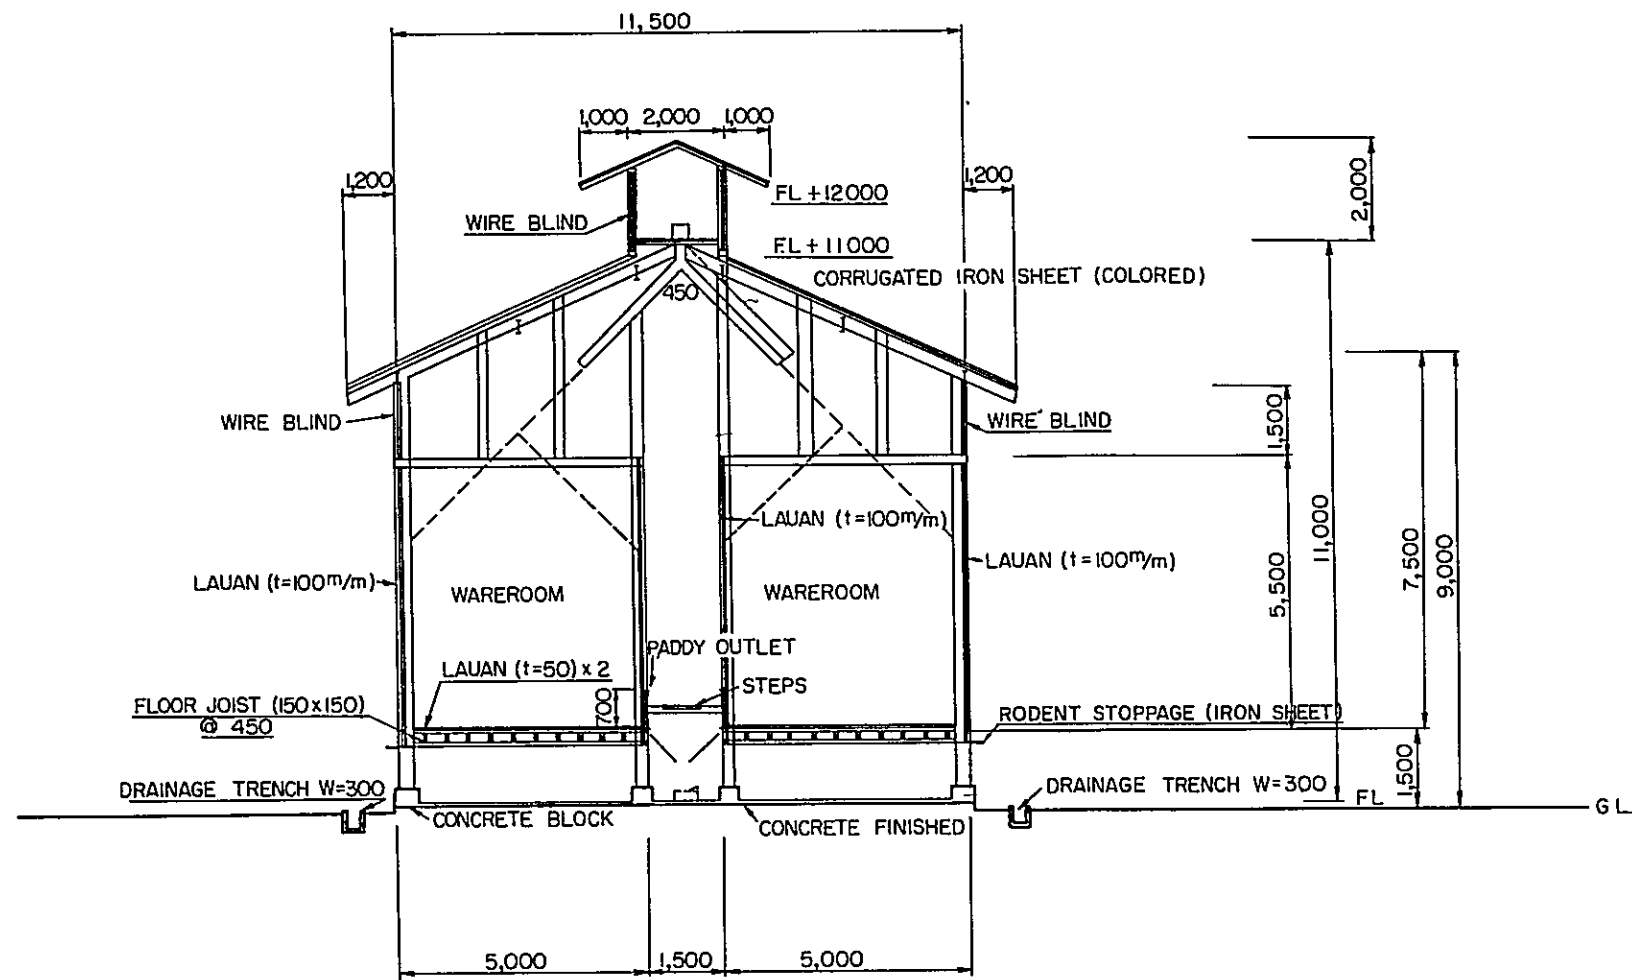 11,500
1,000 2,000 1,000
1,200
1,200
2,000
FL +12000
WIRE BLIND
F.L + 11000
CORRUGATED IRON SHEET (COLORED)
450
WIRE BLIND
WIRE BLIND
1,500
11,000
7,500
9,000
5,500
LAUAN (t=100m/m)
LAUAN (t=100m/m)
LAUAN (t=100m/m)
WAREROOM
WAREROOM
PADDY OUTLET
LAUAN (t=50) x 2
STEPS
700
FLOOR JOIST (150x150)
@ 450
RODENT STOPPAGE (IRON SHEET)
1,500
DRAINAGE TRENCH W=300
DRAINAGE TRENCH W=300
FL
GL
CONCRETE BLOCK
CONCRETE FINISHED
5,000 1,500 5,000